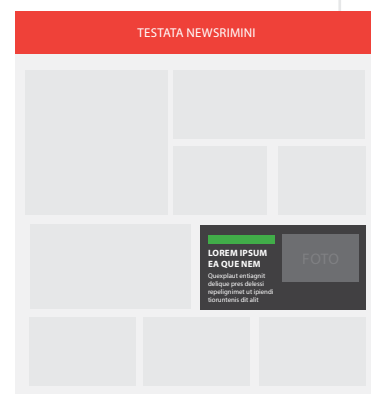 TESTATA NEWSRIMINI
LOREM IPSUM
EA QUE NEM
Quexplaut entiagnit
delique pres delessi
repelignimet ut ipiendi
tioruntenis dit alit
FOTO